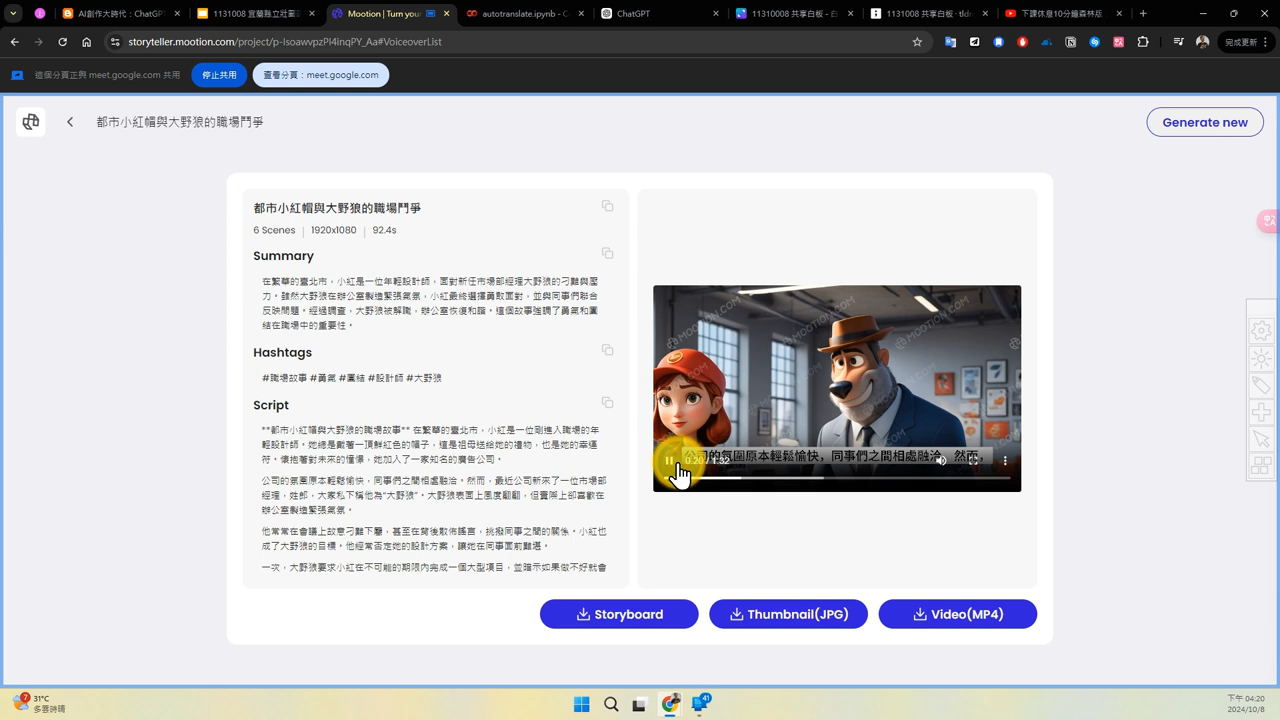 AI創作大時代：ChatGP
1131008 宜蘭縣立壯圍
Mootion | Turn your
autotranslate.ipynb - C
ChatGPT
11310008 共享白板 - B
1131008 共享白板 - tld
下課休息10分鐘森林版
storyteller.mootion.com/project/p-IsoawvpzPI4inqPY_Aa#VoiceoverList
完成更新
這個分頁正與 meet.google.com 共用
停止共用
查看分頁：meet.google.com
都市小紅帽與大野狼的職場鬥爭
Generate new
都市小紅帽與大野狼的職場鬥爭
6 Scenes | 1920x1080 | 92.4s
Summary
在繁華的臺北市，小紅是一位年輕設計師，面對新任市場部經理大野狼的刁難與壓
力。雖然大野狼在辦公室製造緊張氣氛，小紅最終選擇勇敢面對，並與同事們聯合
反映問題。經過調查，大野狼被解職，辦公室恢復和諧。這個故事強調了勇氣和團
結在職場中的重要性。
Hashtags
#職場故事 #勇氣 #團結 #設計師 #大野狼
Script
**都市小紅帽與大野狼的職場故事** 在繁華的臺北市，小紅是一位剛進入職場的年
輕設計師。她總是戴著一頂鮮紅色的帽子，這是祖母送給她的禮物，也是她的幸運
符。懷抱著對未來的憧憬，她加入了一家知名的廣告公司。
公司的氛圍原本輕鬆愉快，同事們之間相處融洽。然而，最近公司新來了一位市場部
經理，姓郎，大家私下稱他為“大野狼”。大野狼表面上風度翩翩，但實際上卻喜歡在
辦公室製造緊張氣氛。
他常常在會議上故意刁難下屬，甚至在背後散佈謠言，挑撥同事之間的關係。小紅也
成了大野狼的目標。他經常否定她的設計方案，讓她在同事面前難堪。
一次，大野狼要求小紅在不可能的期限內完成一個大型項目，並暗示如果做不好就會
MOOTION.COM
MOOTION.COM
MOOTION.COM
公司的氛圍原本輕鬆愉快，同事們之間相處融洽。然而，
0:20 / 1:32
Storyboard
Thumbnail(JPG)
Video(MP4)
7
31°C
多雲時晴
41
下午 04:20
2024/10/8